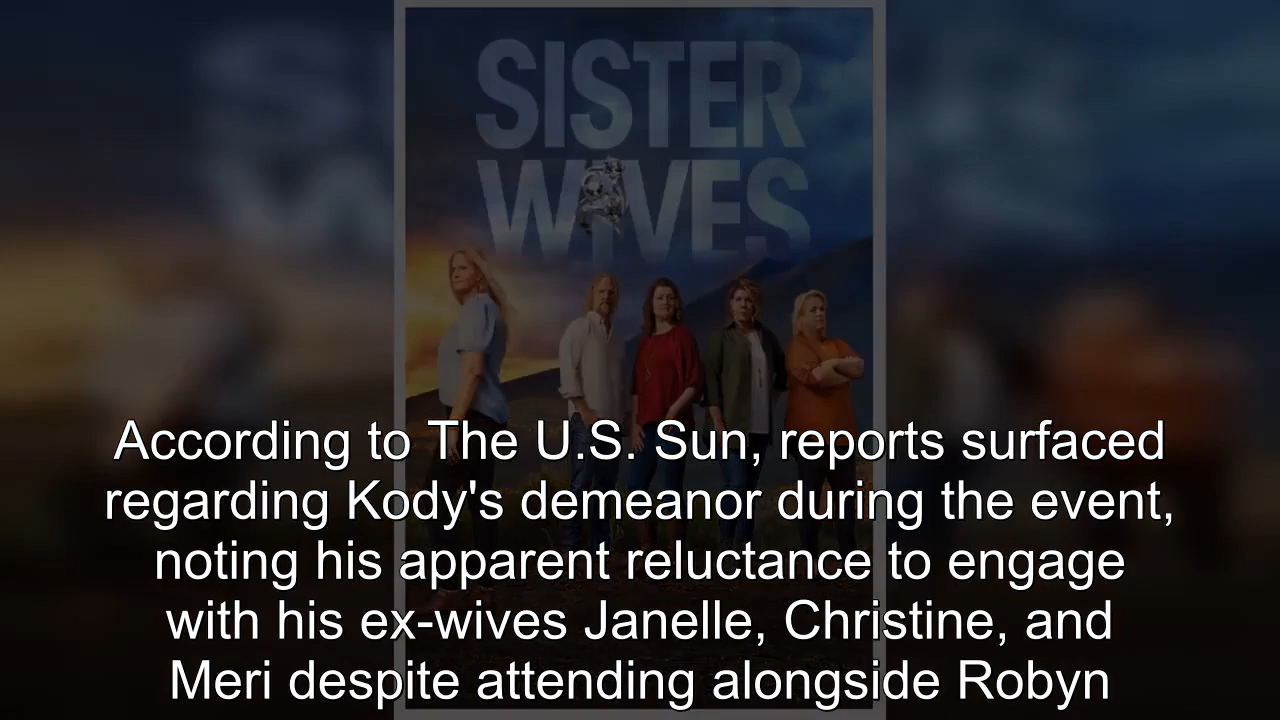 SISTER
WIVES
According to The U.S. Sun, reports surfaced
regarding Kody's demeanor during the event,
noting his apparent reluctance to engage
with his ex-wives Janelle, Christine, and
Meri despite attending alongside Robyn